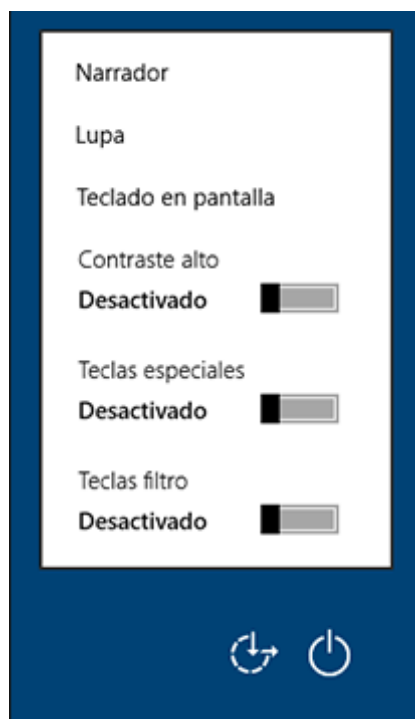 Narrador
Lupa
Teclado en pantalla
Contraste alto
Desactivado
Teclas especiales
Desactivado
Teclas filtro
Desactivado